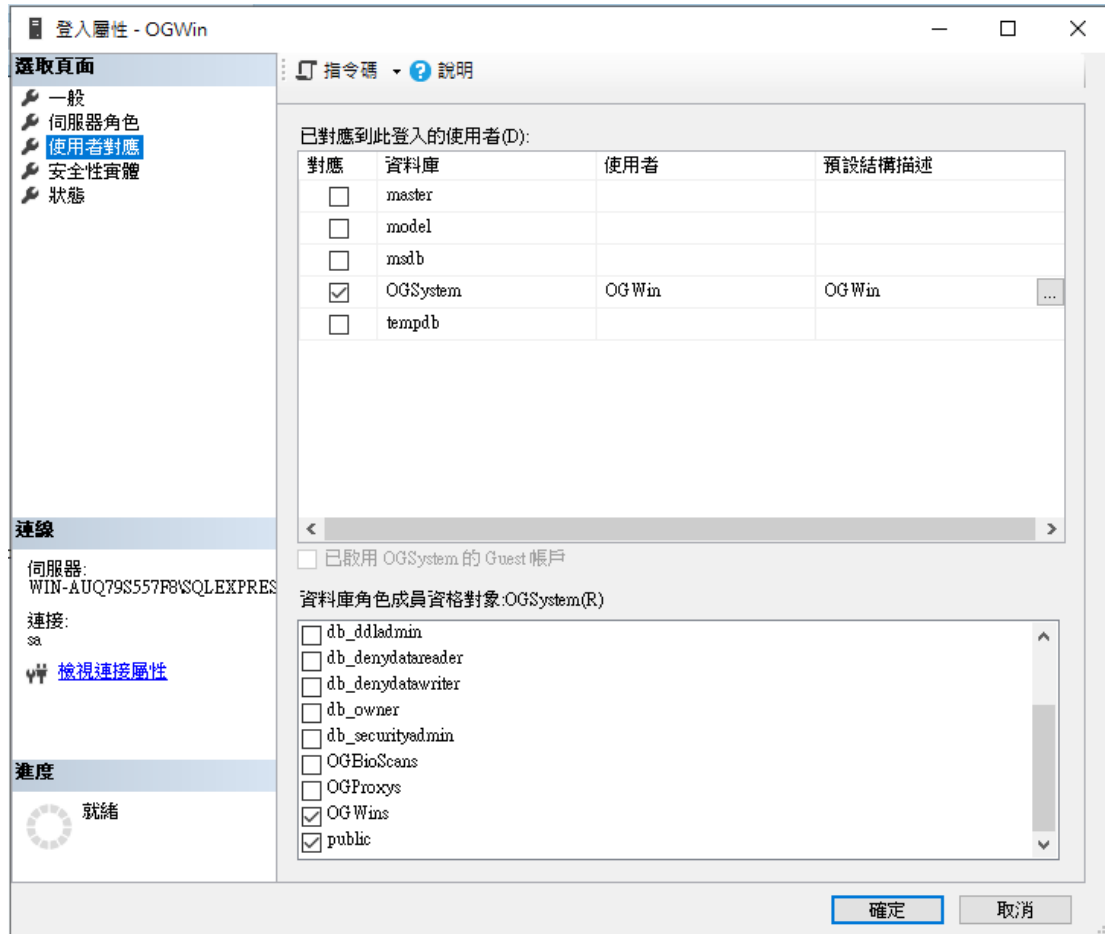 登入屬性 - OGWin
選取頁面
一般
伺服器角色
使用者對應
安全性實體
狀態
指令碼
說明
已對應到此登入的使用者(D):
對應 資料庫 使用者 預設結構描述
master
model
msdb
OGSystem OGWin OGWin ...
tempdb
已啟用 OGSystem 的 Guest 帳戶
資料庫角色成員資格對象:OGSystem(R)
db_ddladmin
db_denydatareader
db_denydatawriter
db_owner
db_securityadmin
OGBioScans
OGProxys
OGWins
public
連線
伺服器:
WIN-AUQ79S557F8\SQLEXPRES
連接:
sa
檢視連接屬性
進度
就緒
確定 取消